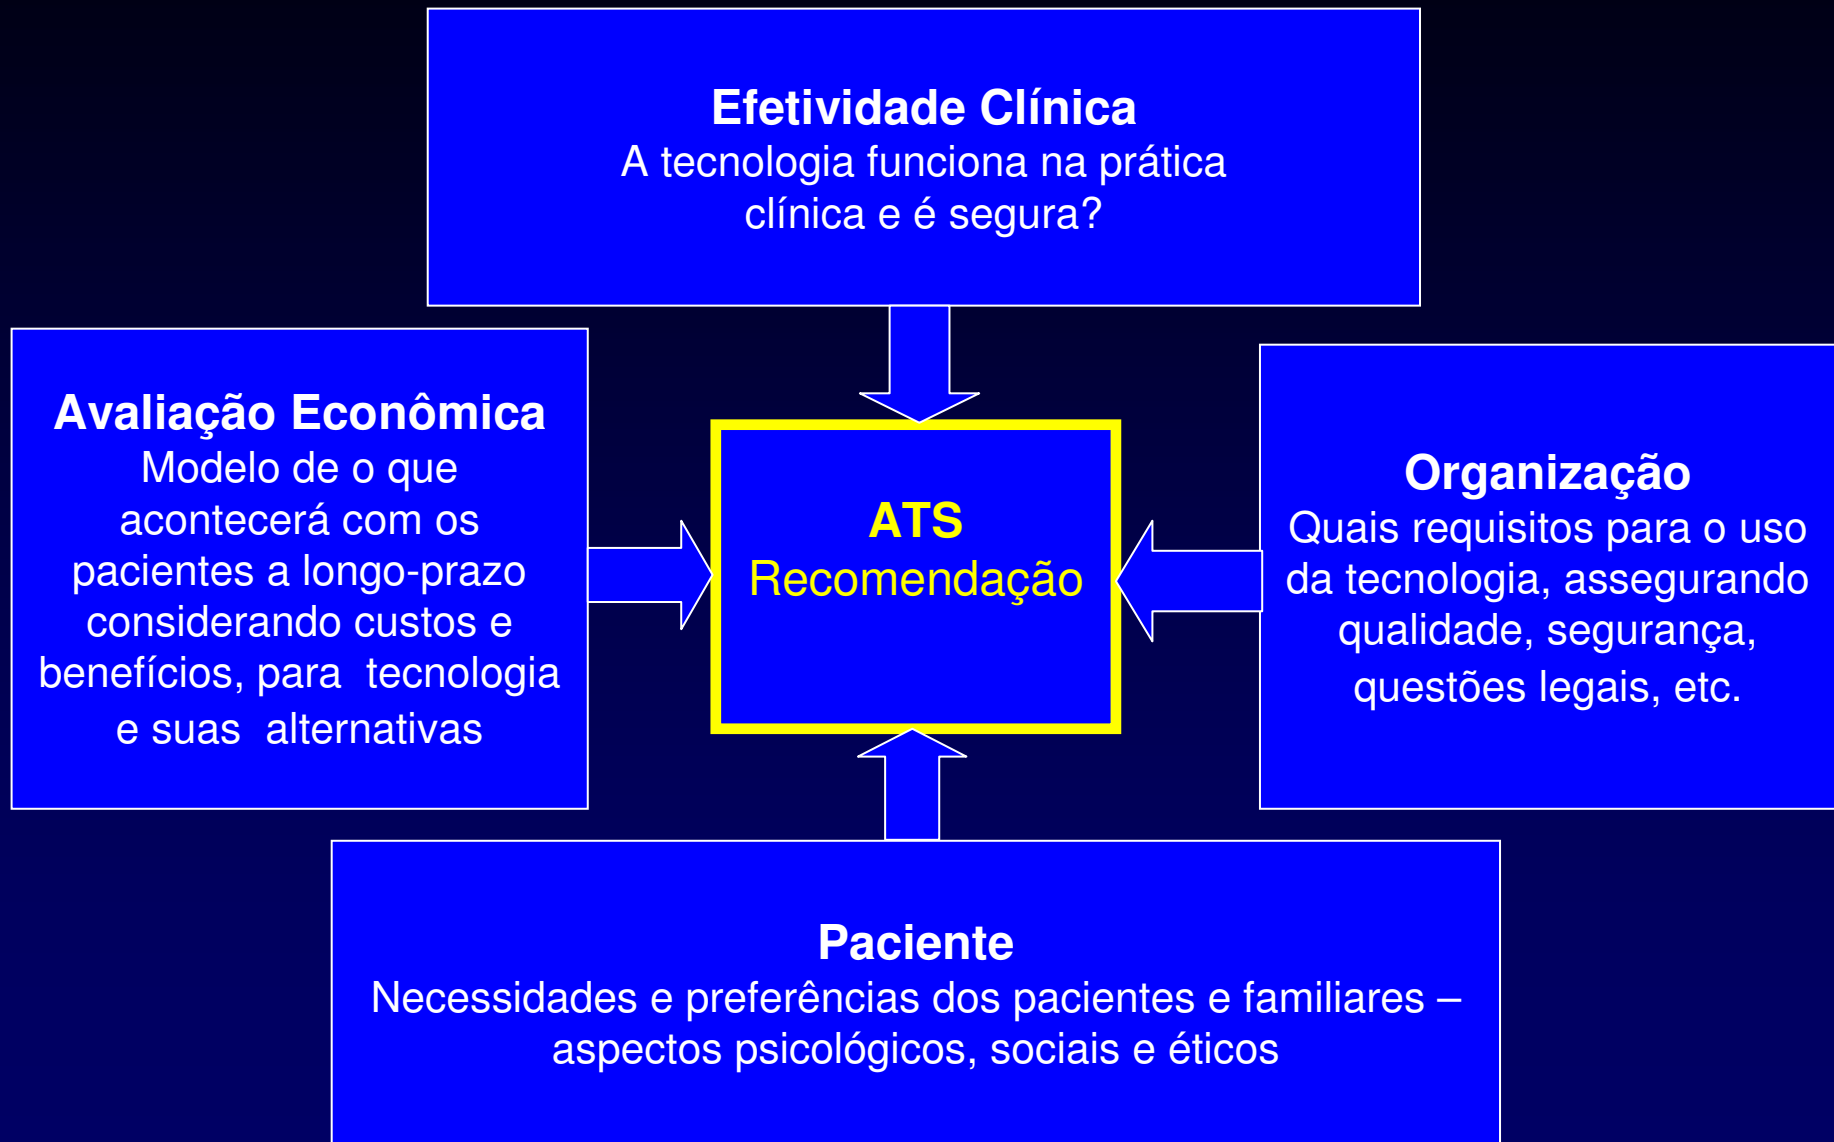 Efetividade Clínica
A tecnologia funciona na prática
clínica e é segura?
Avaliação Econômica
Modelo de o que
acontecerá com os
pacientes a longo-prazo
considerando custos e
benefícios, para tecnologia
e suas alternativas
ATS
Recomendação
Organização
Quais requisitos para o uso
da tecnologia, assegurando
qualidade, segurança,
questões legais, etc.
Paciente
Necessidades e preferências dos pacientes e familiares –
aspectos psicológicos, sociais e éticos